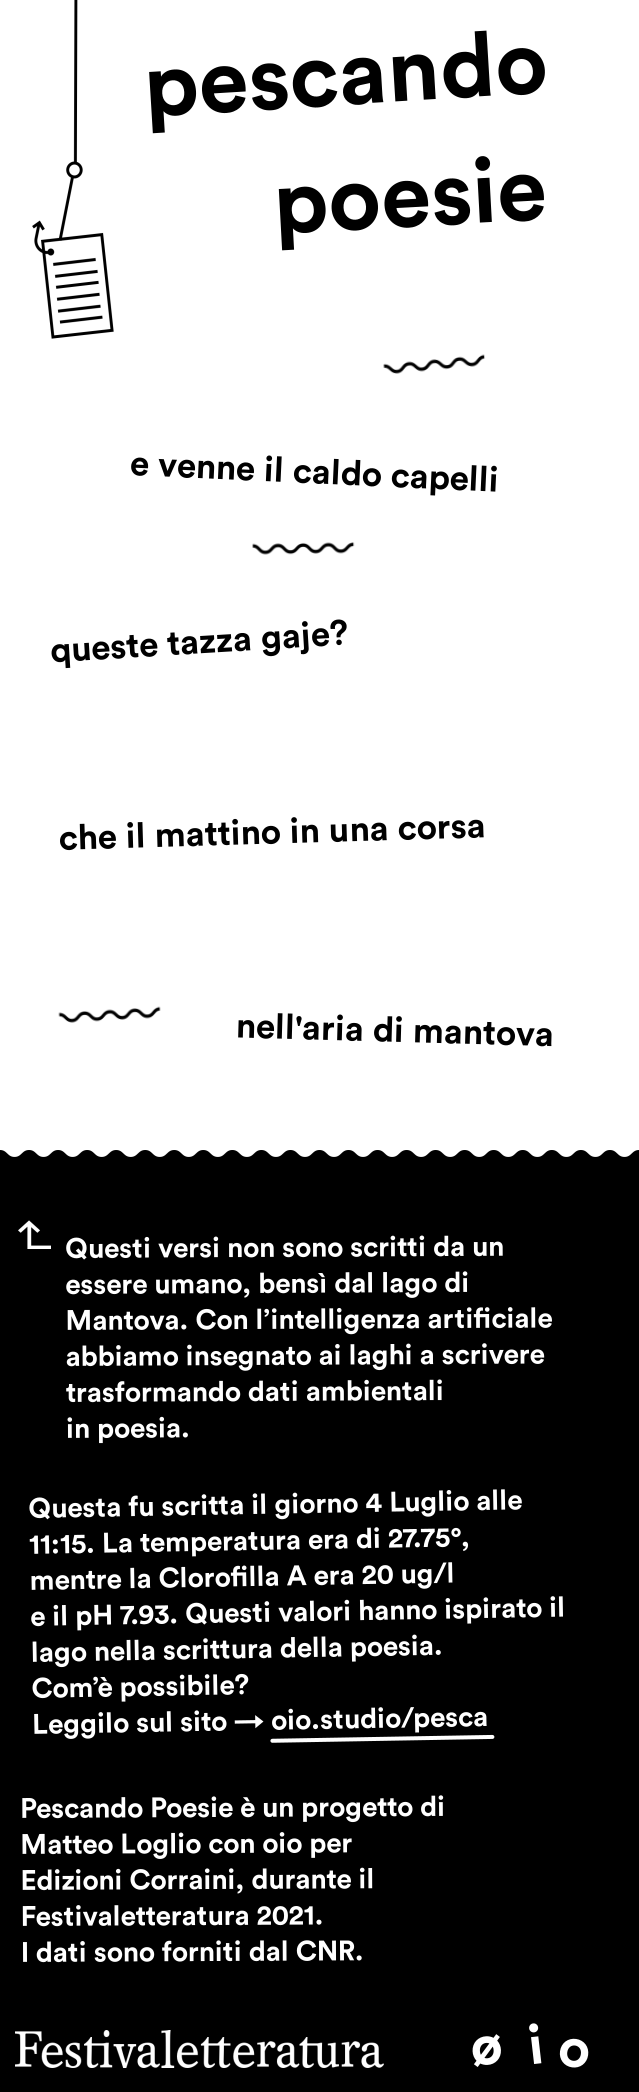 pescando
poesie
e venne il caldo capelli
queste tazza gaje?
che il mattino in una corsa
nell'aria di mantova
Questi versi non sono scritti da un
essere umano, bensì dal lago di
Mantova. Con l’intelligenza artificiale
abbiamo insegnato ai laghi a scrivere
trasformando dati ambientali
in poesia.
Questa fu scritta il giorno 4 Luglio alle
11:15. La temperatura era di 27.75°,
mentre la Clorofilla A era 20 ug/l
e il pH 7.93. Questi valori hanno ispirato il
lago nella scrittura della poesia.
Com’è possibile?
Leggilo sul sito → oio.studio/pesca
Pescando Poesie è un progetto di
Matteo Loglio con oio per
Edizioni Corraini, durante il
Festivaletteratura 2021.
I dati sono forniti dal CNR.
Festivaletteratura øio